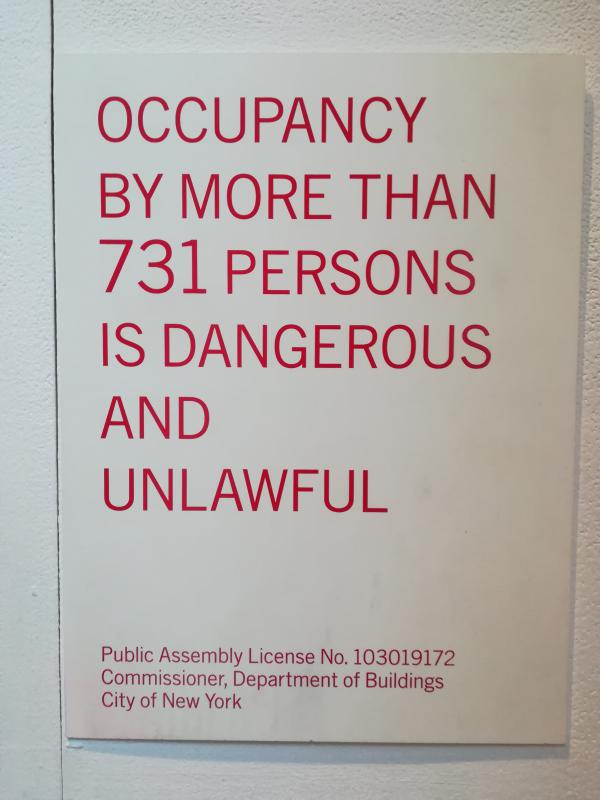 OCCUPANCY
BY MORE THAN
731 PERSONS
IS DANGEROUS
AND
UNLAWFUL
Public Assembly License No. 103019172
Commissioner, Department of Buildings
City of New York